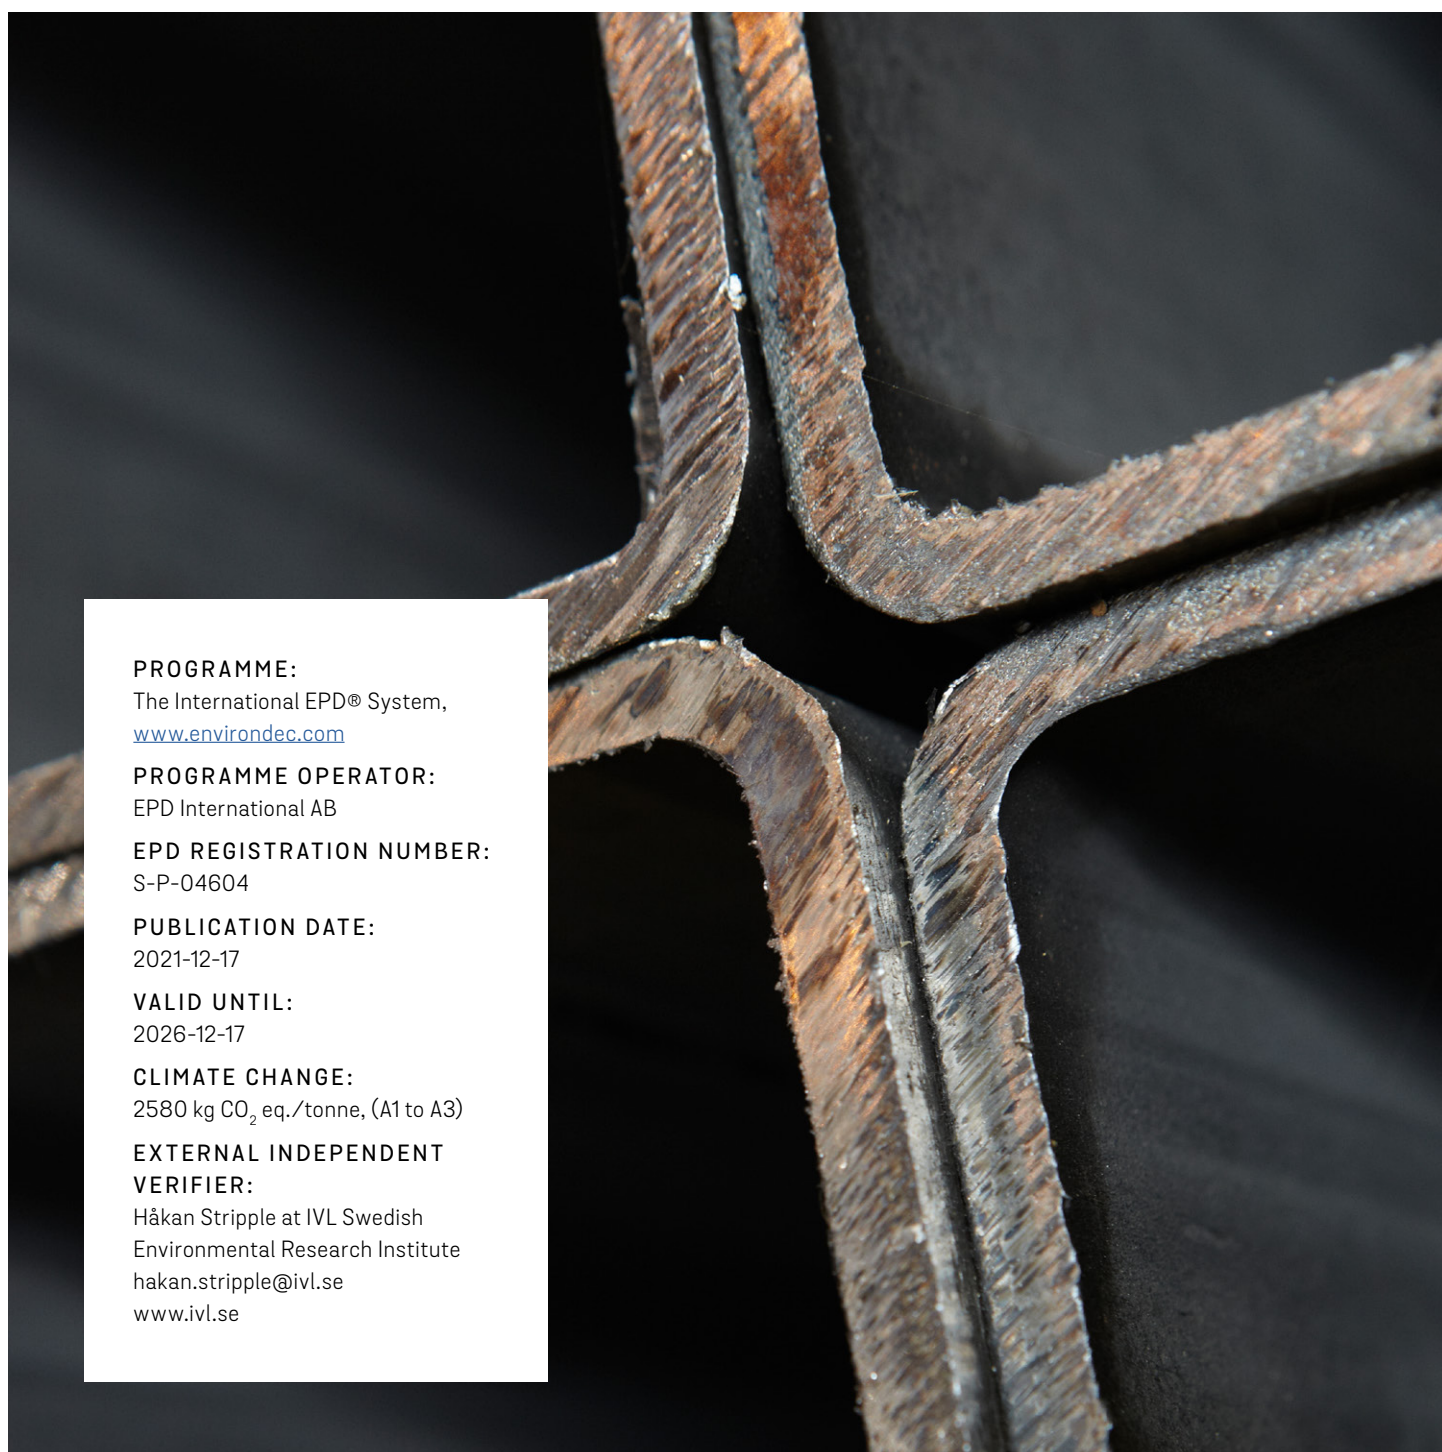 PROGRAMME:
The International EPD® System,
www.environdec.com
PROGRAMME OPERATOR:
EPD International AB
EPD REGISTRATION NUMBER:
S-P-04604
PUBLICATION DATE:
2021-12-17
VALID UNTIL:
2026-12-17
CLIMATE CHANGE:
2580 kg CO₂ eq./tonne, (A1 to A3)
EXTERNAL INDEPENDENT
VERIFIER:
Håkan Stripple at IVL Swedish
Environmental Research Institute
hakan.stripple@ivl.se
www.ivl.se